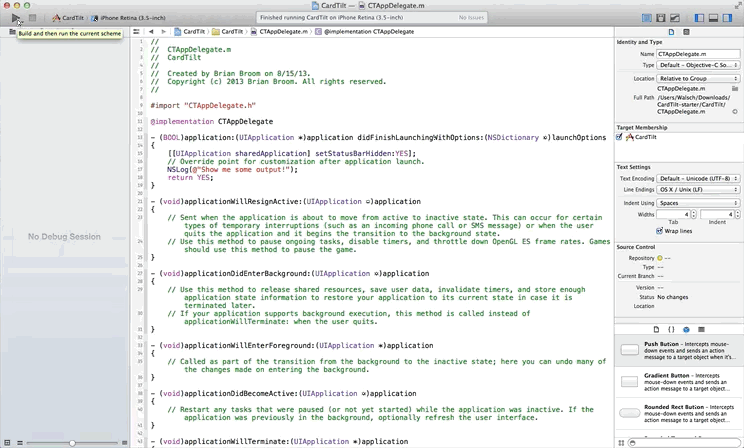 CTAppDelegate.m
CardTilt
iPhone Retina (3.5-inch)
Finished running CardTilt on iPhone Retina (3.5-inch)
No Issues
Build and then run the current scheme
CardTilt
CardTilt
CTAppDelegate.m
@implementation CTAppDelegate
No Debug Session
//
// CTAppDelegate.m
// CardTilt
//
// Created by Brian Broom on 8/15/13.
// Copyright (c) 2013 Brian Broom. All rights reserved.
//
#import "CTAppDelegate.h"
@implementation CTAppDelegate
- (BOOL)application:(UIApplication *)application didFinishLaunchingWithOptions:(NSDictionary *)launchOptions
{
[[UIApplication sharedApplication] setStatusBarHidden:YES];
// Override point for customization after application launch.
NSLog(@"Show me some output!");
return YES;
}
- (void)applicationWillResignActive:(UIApplication *)application
{
// Sent when the application is about to move from active to inactive state. This can occur for certain
types of temporary interruptions (such as an incoming phone call or SMS message) or when the user
quits the application and it begins the transition to the background state.
// Use this method to pause ongoing tasks, disable timers, and throttle down OpenGL ES frame rates. Games
should use this method to pause the game.
}
- (void)applicationDidEnterBackground:(UIApplication *)application
{
// Use this method to release shared resources, save user data, invalidate timers, and store enough
application state information to restore your application to its current state in case it is
terminated later.
// If your application supports background execution, this method is called instead of
applicationWillTerminate: when the user quits.
}
- (void)applicationWillEnterForeground:(UIApplication *)application
{
// Called as part of the transition from the background to the inactive state; here you can undo many of
the changes made on entering the background.
}
- (void)applicationDidBecomeActive:(UIApplication *)application
{
// Restart any tasks that were paused (or not yet started) while the application was inactive. If the
application was previously in the background, optionally refresh the user interface.
}
- (void)applicationWillTerminate:(UIApplication *)application
{
Identity and Type
Name CTAppDelegate.m
Type Default - Objective-C So...
Location Relative to Group
CTAppDelegate.m
Full Path /Users/Walsch/Downloads/
CardTilt-starter/CardTilt/
CTAppDelegate.m
Target Membership
CardTilt
Text Settings
Text Encoding Default - Unicode (UTF-8)
Line Endings OS X / Unix (LF)
Indent Using Spaces
Widths 4 4
Tab Indent
Wrap lines
Source Control
Repository --
Type --
Current Branch --
Version --
Status No changes
Location
Push Button - Intercepts mouse-
down events and sends an action
message to a target object when it's...
Gradient Button - Intercepts
mouse-down events and sends an
action message to a target object...
Rounded Rect Button - Intercepts
mouse-down events and sends an
action message to a target object...